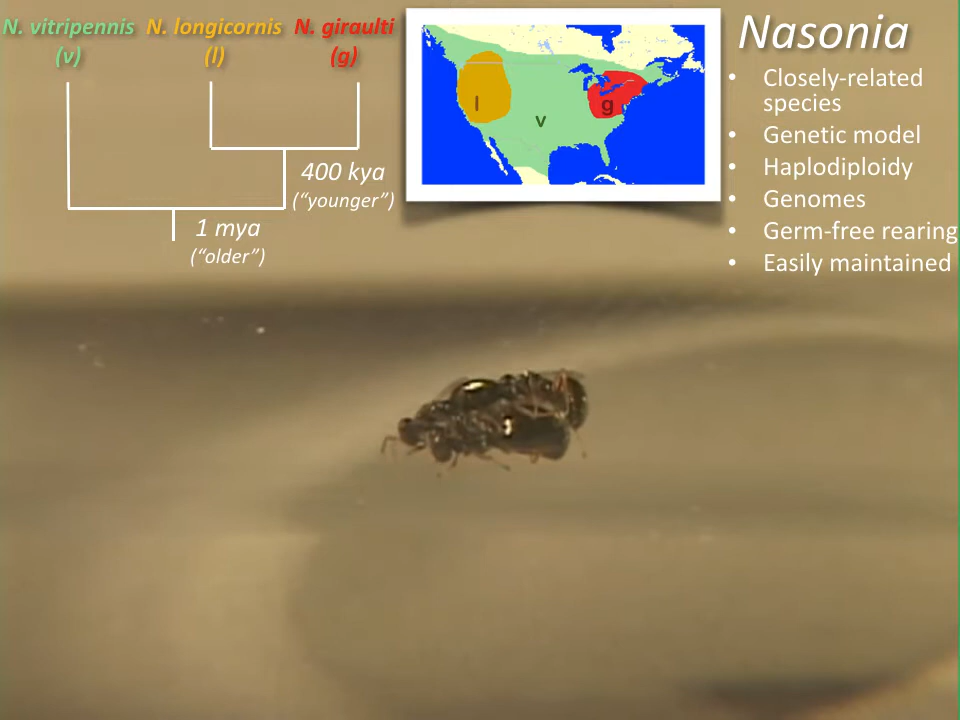 N. vitripennis N. longicornis N. giraulti
(v) (l) (g)
400 kya
(“younger”)
1 mya
(“older”)
l
v
g
Nasonia
• Closely-related
species
• Genetic model
• Haplodiploidy
• Genomes
• Germ-free rearing
• Easily maintained